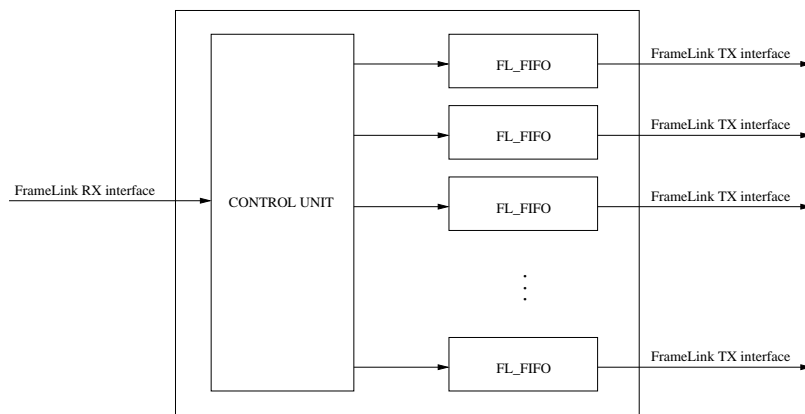 FL_FIFO
FrameLink TX interface
FL_FIFO
FrameLink TX interface
FrameLink RX interface
CONTROL UNIT
FL_FIFO
FrameLink TX interface
FL_FIFO
FrameLink TX interface